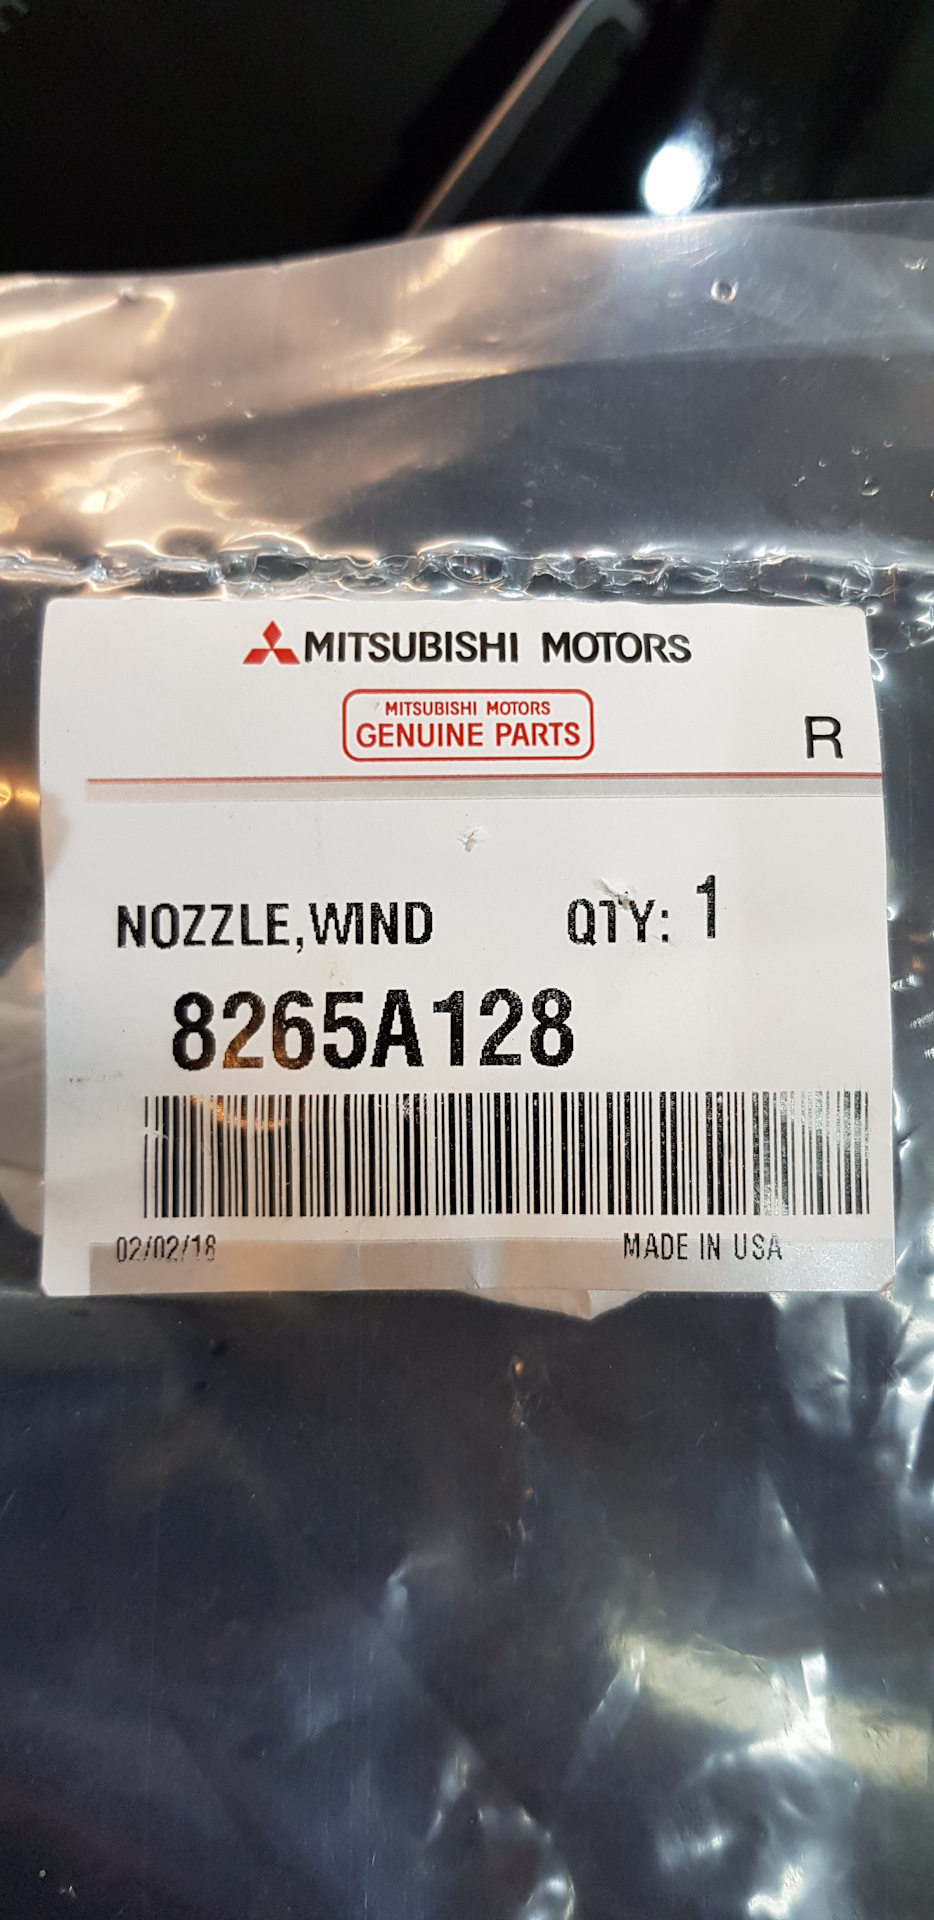 MITSUBISHI MOTORS
MITSUBISHI MOTORS
GENUINE PARTS
R
NOZZLE,WIND QTY: 1
8265A128
02/02/18 MADE IN USA